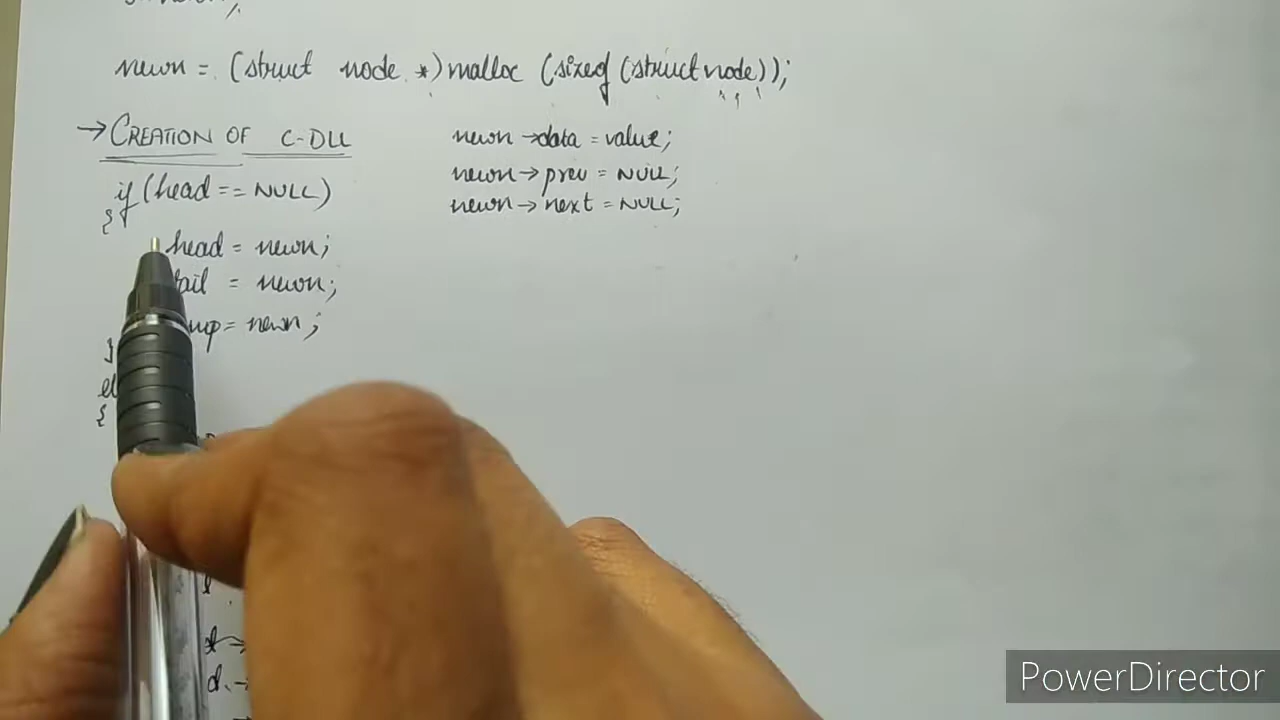 newn = (struct node *) malloc (sizeof (struct node));
→ CREATION OF C-DLL
if (head == NULL)
{
head = newn;
tail = newn;
= newn;
}
{
newn → data = value;
newn → prev = NULL;
newn → next = NULL;
PowerDirector